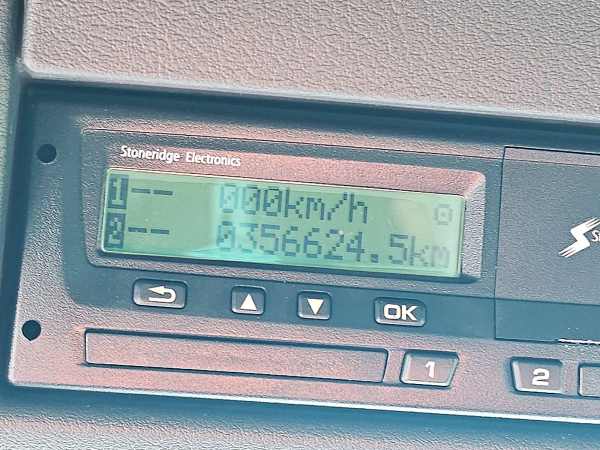 Stoneridge Electronics
1-- 000km/h
2-- 0356624.5km
OK
1
2